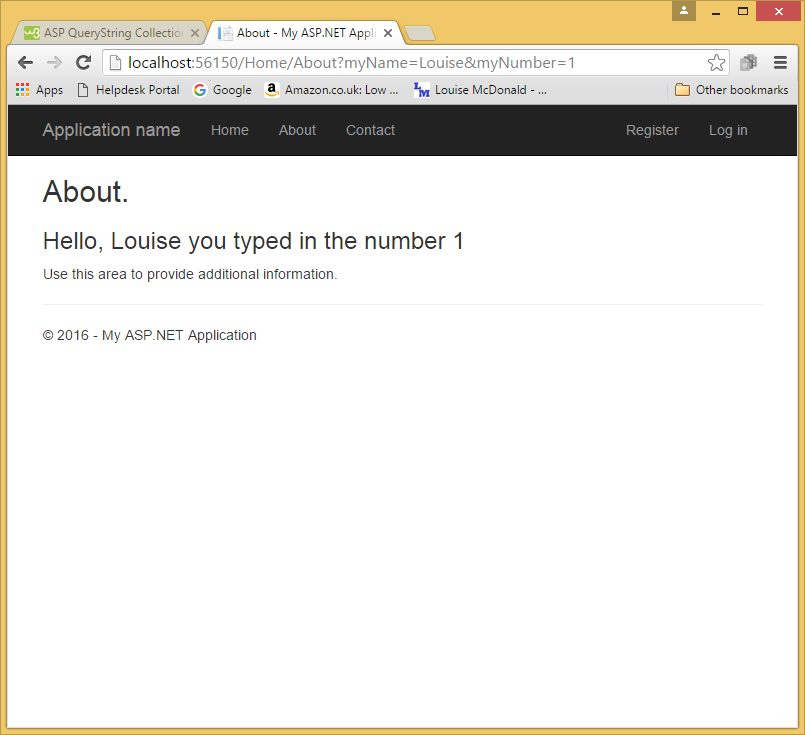 ASP QueryString Collectio
About - My ASP.NET Appli
localhost:56150/Home/About?myName=Louise&myNumber=1
Apps Helpdesk Portal Google Amazon.co.uk: Low ... Louise McDonald - ... Other bookmarks
Application name Home About Contact Register Log in
About.
Hello, Louise you typed in the number 1
Use this area to provide additional information.
© 2016 - My ASP.NET Application